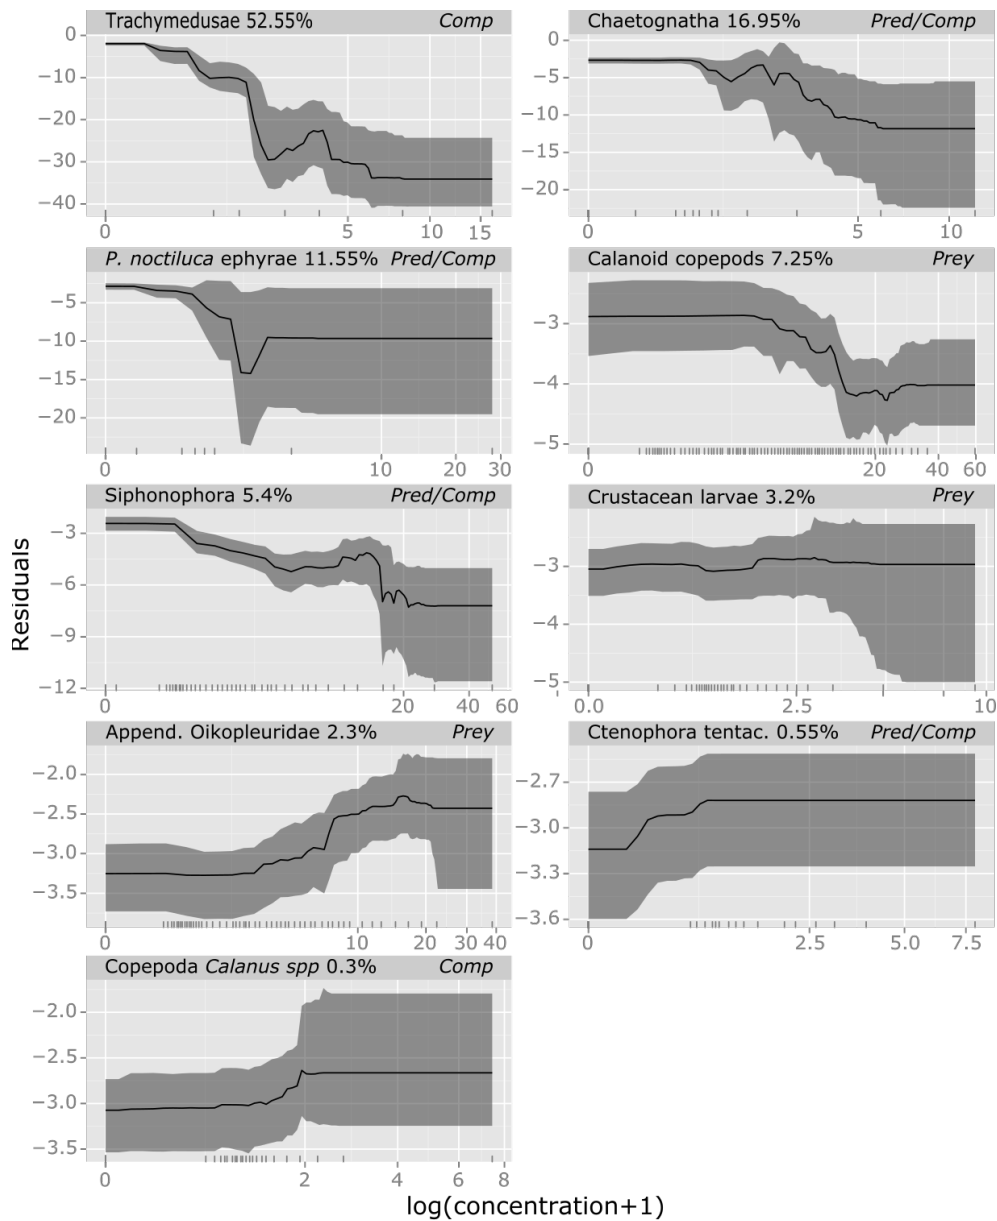 Trachymedusae 52.55% Comp
0
−10
−20
−30
−40
0 5 10 15
Chaetognatha 16.95% Pred/Comp
0
−5
−10
−15
−20
0 5 10
P. noctiluca ephyrae 11.55% Pred/Comp
−5
−10
−15
−20
0 10 20 30
Calanoid copepods 7.25% Prey
−3
−4
−5
0 20 40 60
Siphonophora 5.4% Pred/Comp
−3
−6
−9
−12
0 20 40 60
Crustacean larvae 3.2% Prey
−3
−4
−5
0.0 2.5 10
Append. Oikopleuridae 2.3% Prey
−2.0
−2.5
−3.0
−3.5
0 10 20 30 40
Ctenophora tentac. 0.55% Pred/Comp
−2.7
−3.0
−3.3
−3.6
0 2.5 5.0 7.5
Copepoda Calanus spp 0.3% Comp
−2.0
−2.5
−3.0
−3.5
0 2 4 6 8
Residuals
log(concentration+1)